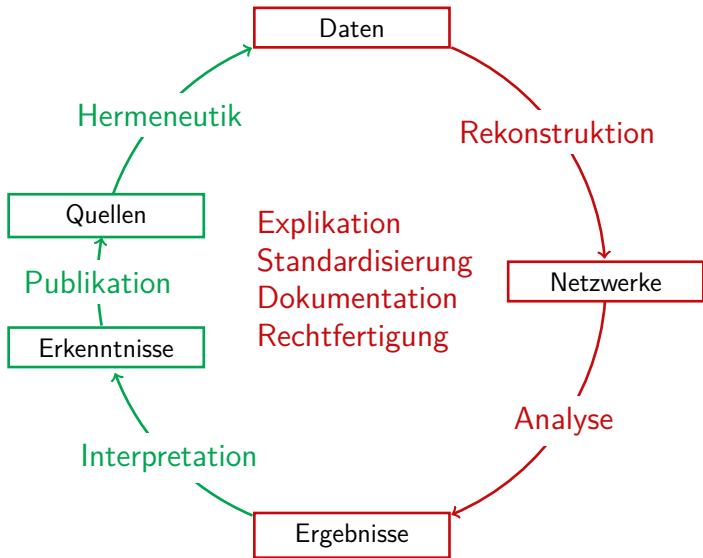 Daten
Hermeneutik
Rekonstruktion
Quellen
Explikation
Standardisierung
Dokumentation
Rechtfertigung
Netzwerke
Publikation
Erkenntnisse
Analyse
Interpretation
Ergebnisse